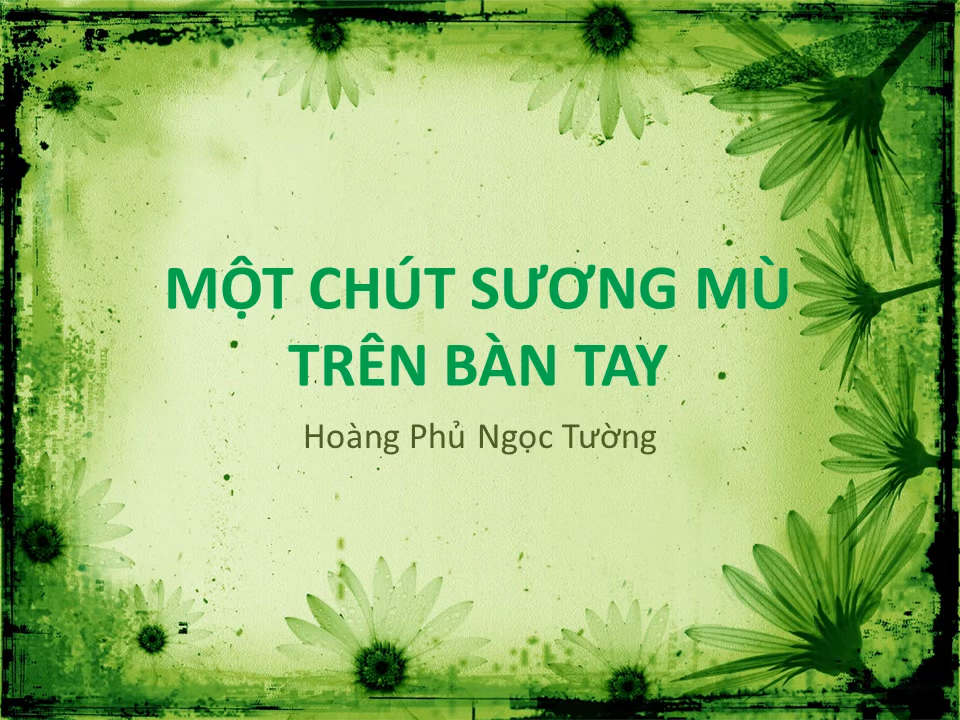 MỘT CHÚT SƯƠNG MÙ
TRÊN BÀN TAY
Hoàng Phủ Ngọc Tường